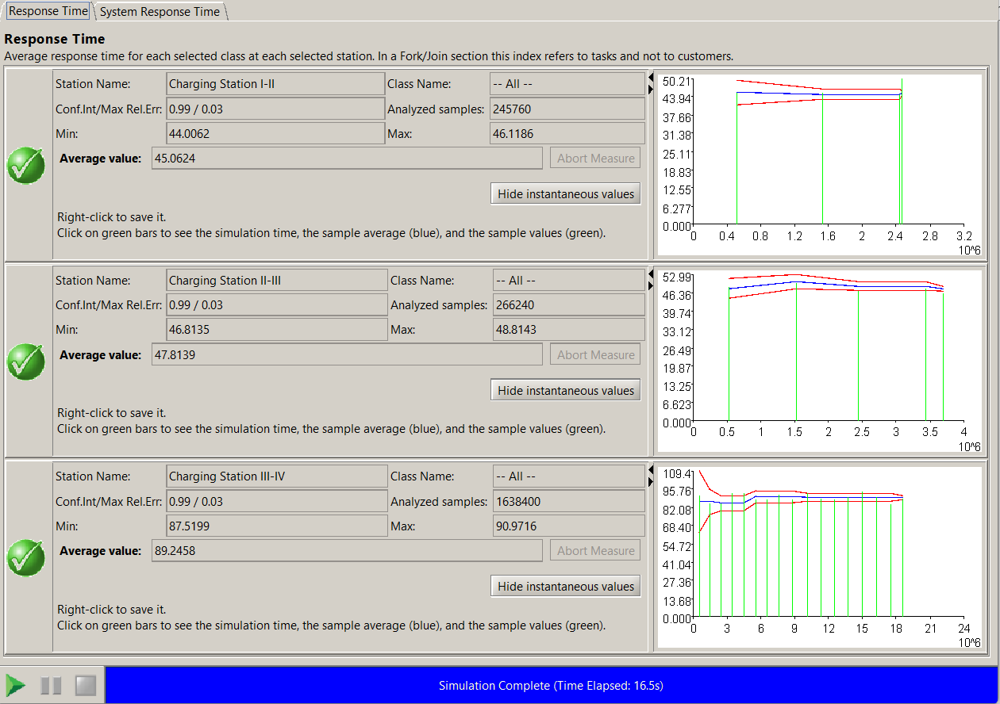 Response Time System Response Time
Response Time
Average response time for each selected class at each selected station. In a Fork/Join section this index refers to tasks and not to customers.
Station Name: Charging Station I-II Class Name: -- All --
Conf.Int/Max Rel.Err: 0.99 / 0.03 Analyzed samples: 245760
Min: 44.0062 Max: 46.1186
Average value: 45.0624 Abort Measure
Hide instantaneous values
Right-click to save it.
Click on green bars to see the simulation time, the sample average (blue), and the sample values (green).
50.21
43.94
37.66
31.38
25.11
18.83
12.55
6.277
0.000
0 0.4 0.8 1.2 1.6 2 2.4 2.8 3.2
10^6
Station Name: Charging Station II-III Class Name: -- All --
Conf.Int/Max Rel.Err: 0.99 / 0.03 Analyzed samples: 266240
Min: 46.8135 Max: 48.8143
Average value: 47.8139 Abort Measure
Hide instantaneous values
Right-click to save it.
Click on green bars to see the simulation time, the sample average (blue), and the sample values (green).
52.99
46.36
39.74
33.12
26.49
19.87
13.25
6.623
0.000
0 0.5 1 1.5 2 2.5 3 3.5 4
10^6
Station Name: Charging Station III-IV Class Name: -- All --
Conf.Int/Max Rel.Err: 0.99 / 0.03 Analyzed samples: 1638400
Min: 87.5199 Max: 90.9716
Average value: 89.2458 Abort Measure
Hide instantaneous values
Right-click to save it.
Click on green bars to see the simulation time, the sample average (blue), and the sample values (green).
109.4
95.76
82.08
68.40
54.72
41.04
27.36
13.68
0.000
0 3 6 9 12 15 18 21 24
10^6
Simulation Complete (Time Elapsed: 16.5s)